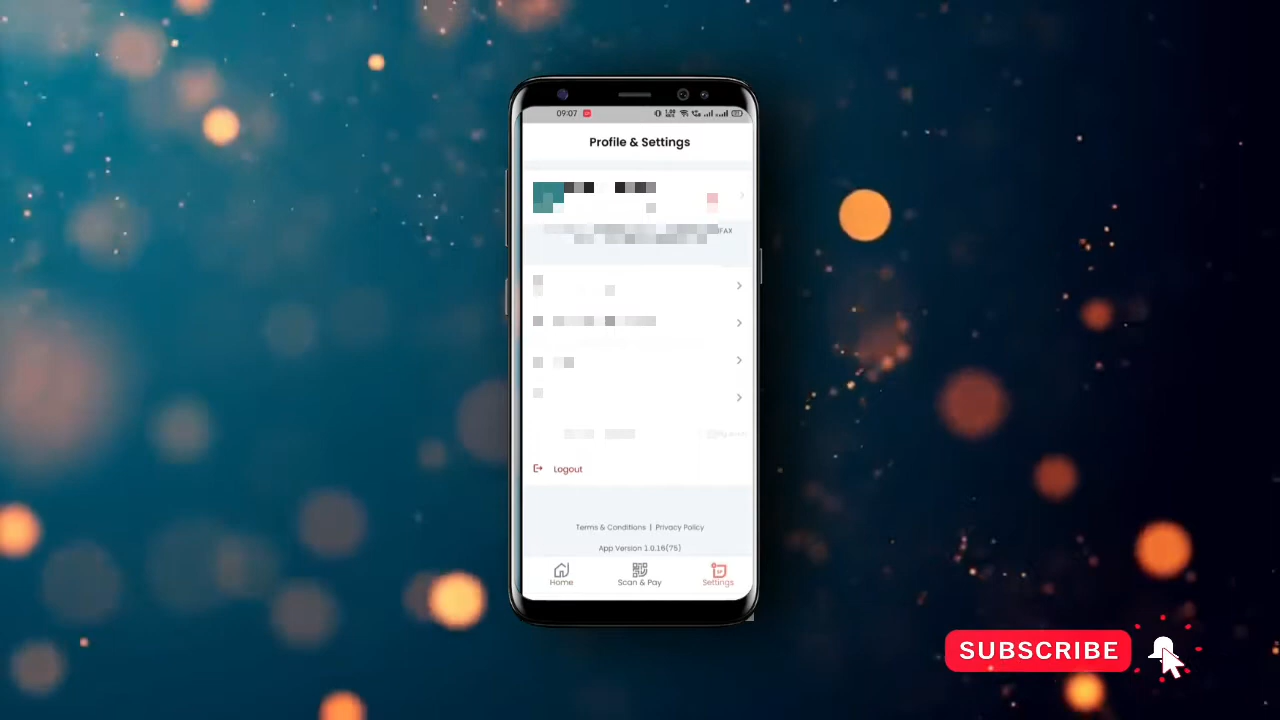 09:07
Profile & Settings
Logout
Terms & Conditions | Privacy Policy
App Version 1.0.16(75)
Home
Scan & Pay
Settings
SUBSCRIBE